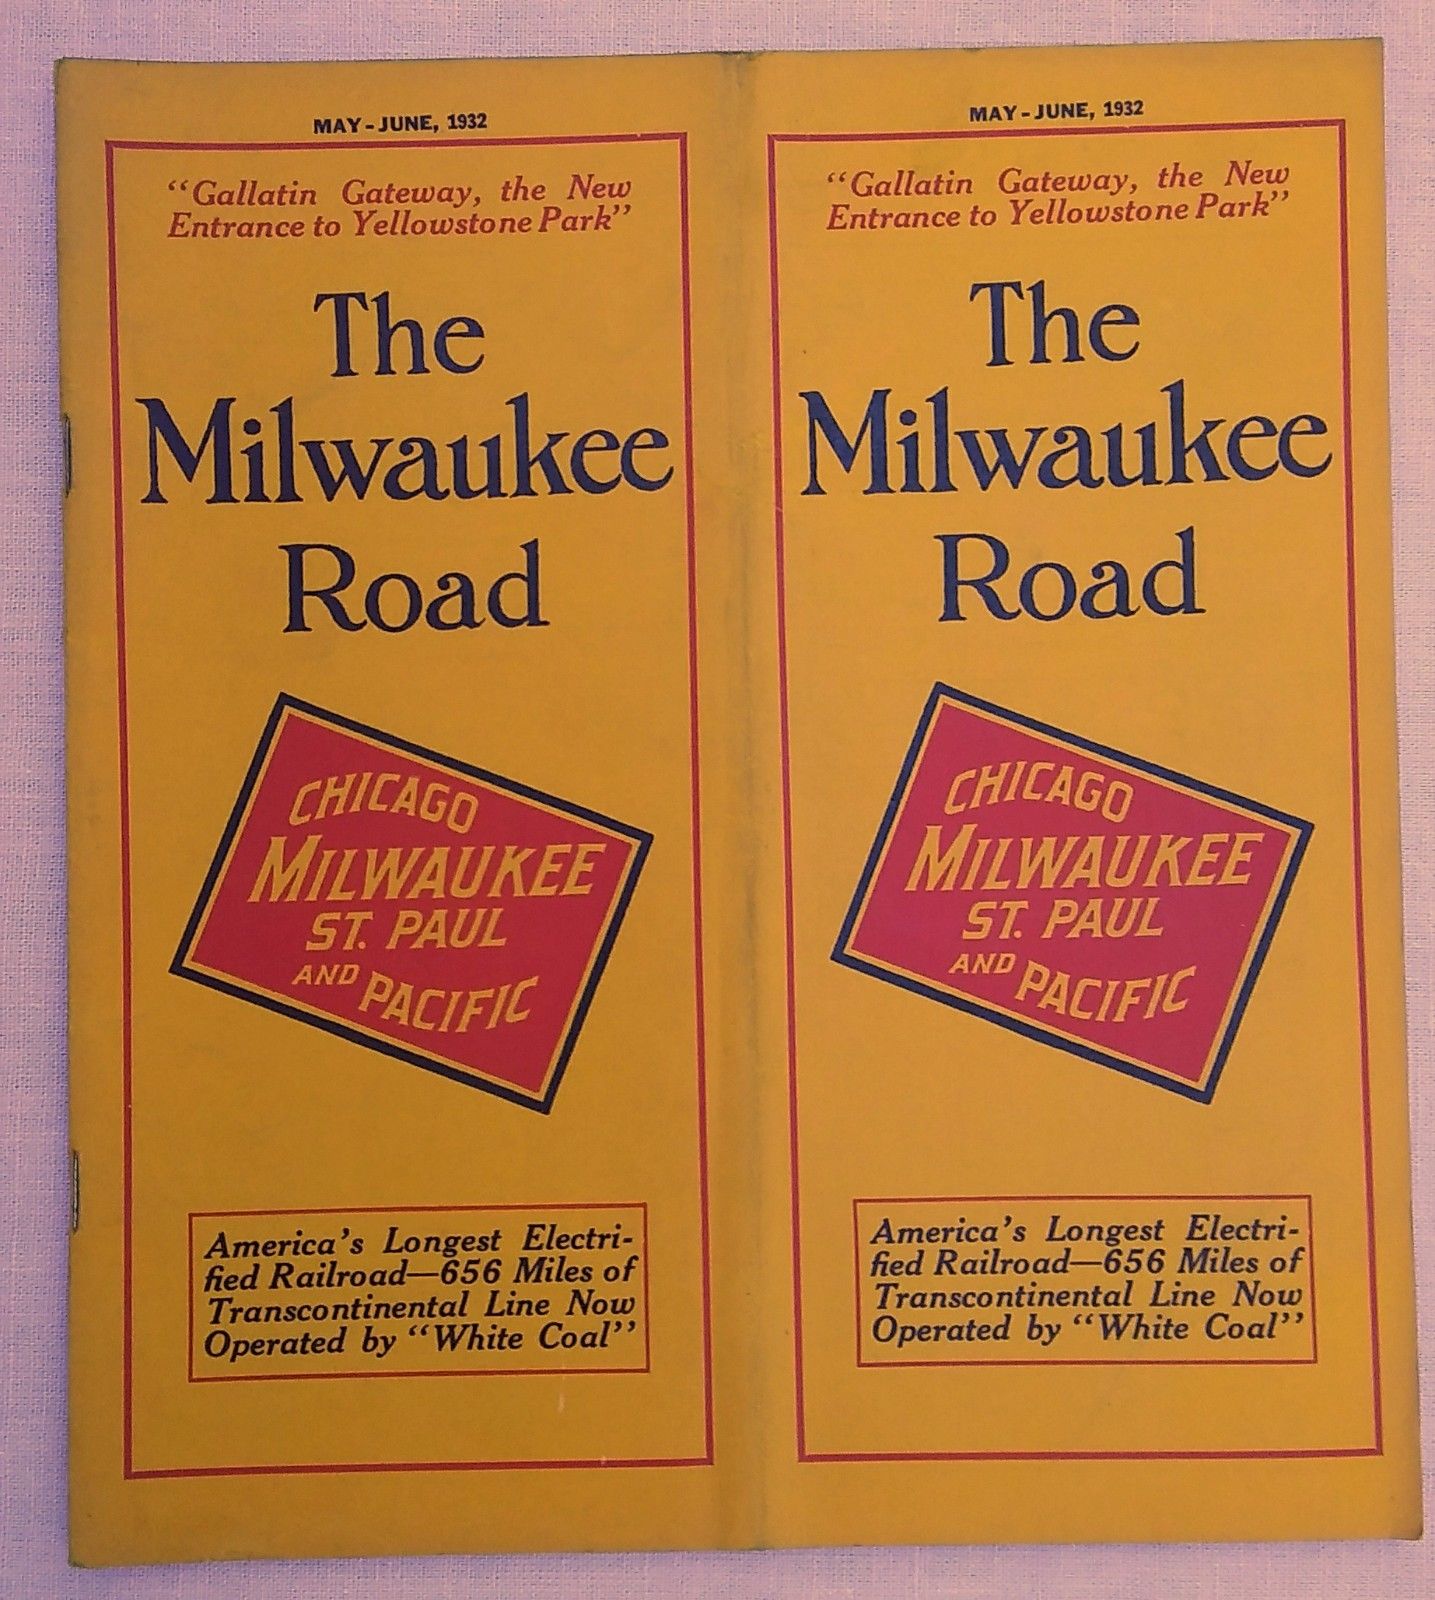 MAY - JUNE, 1932
"Gallatin Gateway, the New
Entrance to Yellowstone Park"
The
Milwaukee
Road
CHICAGO
MILWAUKEE
ST. PAUL
AND PACIFIC
America's Longest Electri-
fied Railroad—656 Miles of
Transcontinental Line Now
Operated by "White Coal"
MAY - JUNE, 1932
"Gallatin Gateway, the New
Entrance to Yellowstone Park"
The
Milwaukee
Road
CHICAGO
MILWAUKEE
ST. PAUL
AND PACIFIC
America's Longest Electri-
fied Railroad—656 Miles of
Transcontinental Line Now
Operated by "White Coal"